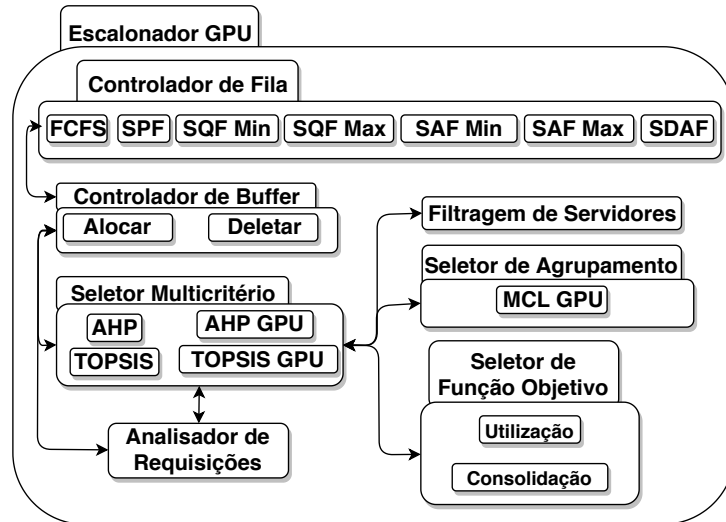 Escalonador GPU
Controlador de Fila
FCFS SPF SQF Min SQF Max SAF Min SAF Max SDAF
Controlador de Buffer
Alocar Deletar
Filtragem de Servidores
Seletor de Agrupamento
MCL GPU
Seletor Multicritério
AHP AHP GPU
TOPSIS TOPSIS GPU
Seletor de
Função Objetivo
Utilização
Consolidação
Analisador de
Requisições